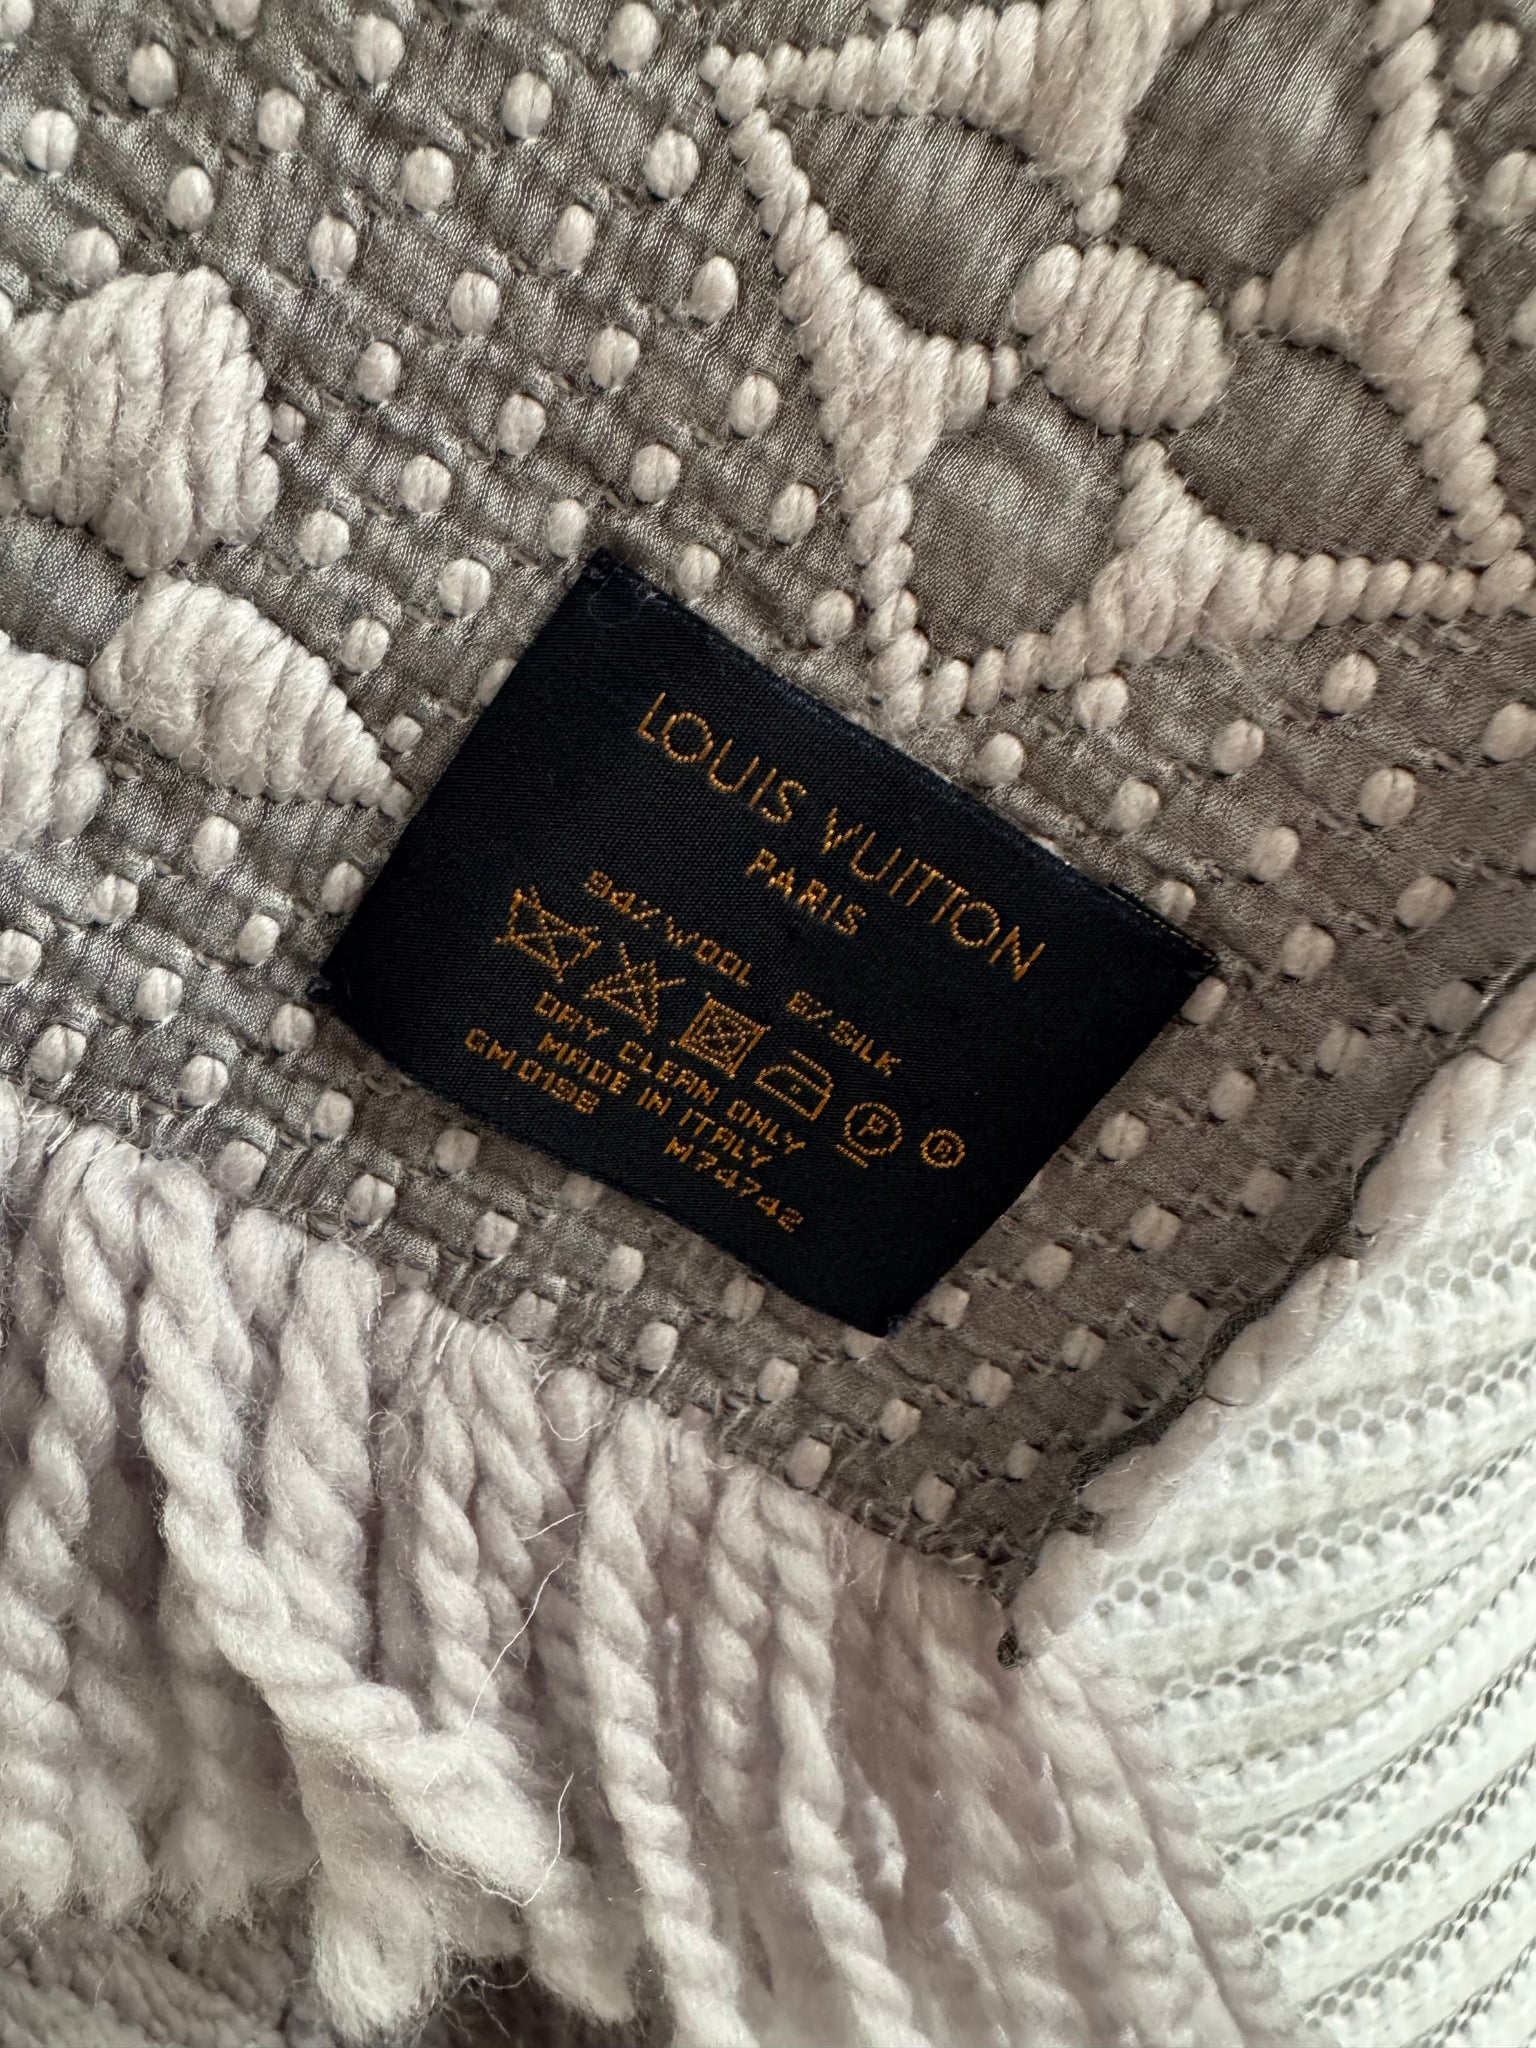 LOUIS VUITTON
PARIS
94% WOOL 6% SILK
P
R
DRY CLEAN ONLY
MADE IN ITALY
GM0198 M74742